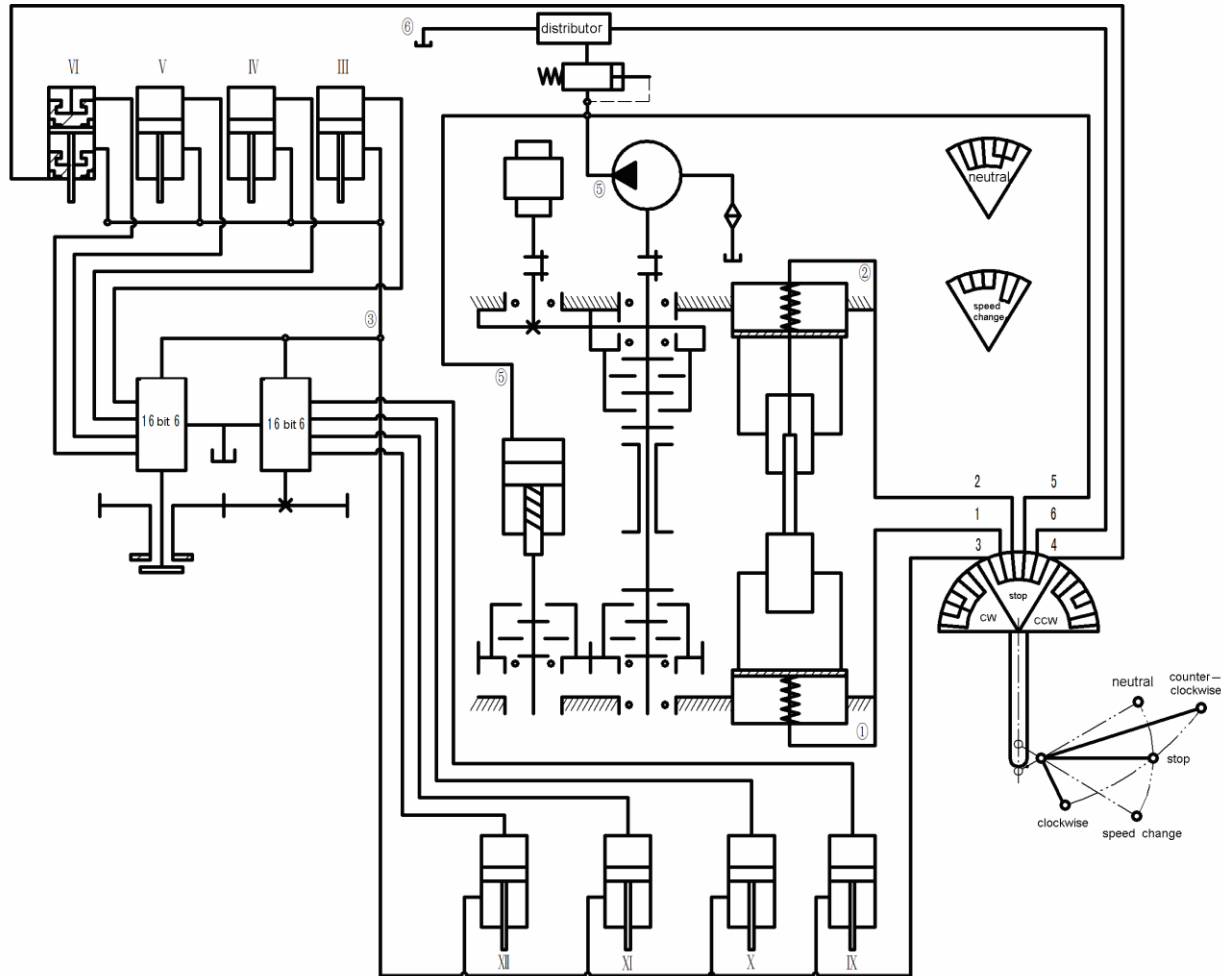 ⑥
distributor
Ⅵ
Ⅴ
Ⅳ
Ⅲ
⑤
neutral
②
speed
change
③
⑤
16 bit 6
16 bit 6
2
5
1
6
3
4
stop
CW
CCW
neutral
counter—
clockwise
①
stop
clockwise
speed change
Ⅻ
Ⅺ
Ⅹ
Ⅸ